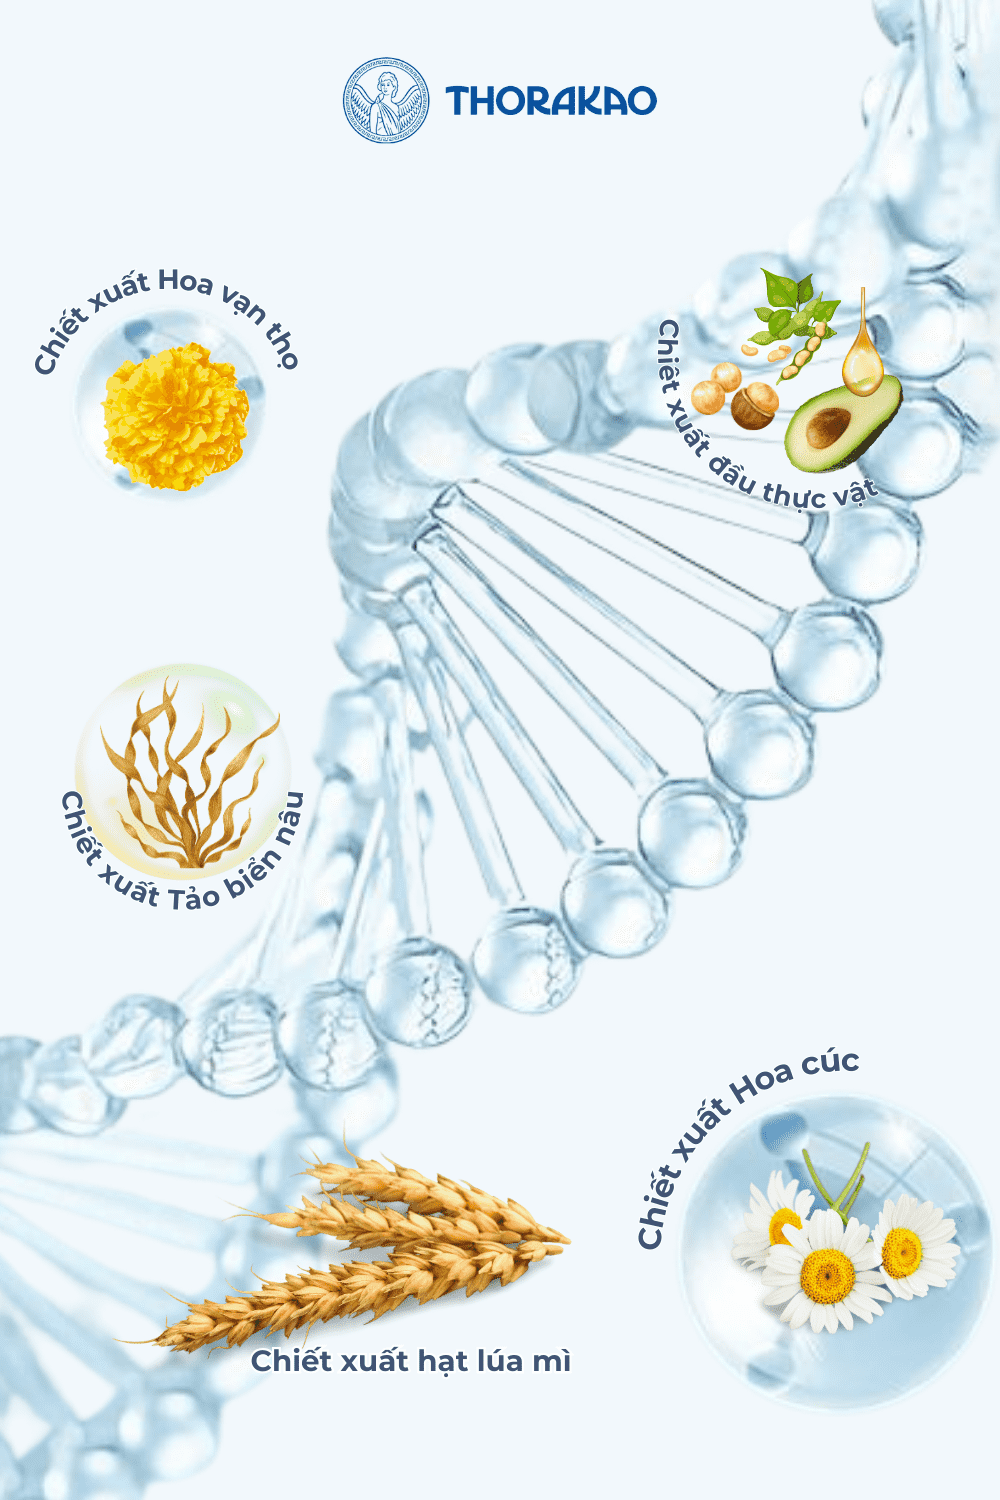 THORAKAO
Chiết xuất Hoa vạn thọ
Chiết xuất đầu thực vật
Chiết xuất Tảo biển nâu
Chiết xuất Hoa cúc
Chiết xuất hạt lúa mì